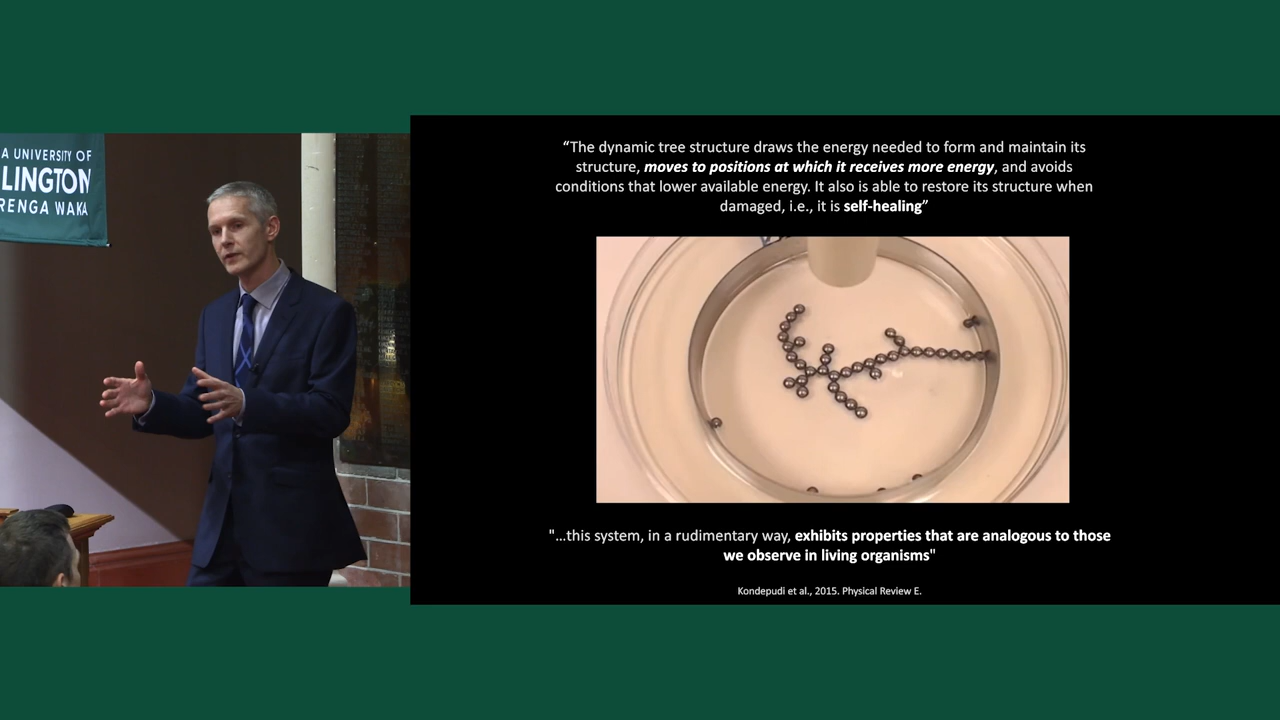 A UNIVERSITY OF
LINGTON
RENGA WAKA
“The dynamic tree structure draws the energy needed to form and maintain its
structure, moves to positions at which it receives more energy, and avoids
conditions that lower available energy. It also is able to restore its structure when
damaged, i.e., it is self-healing”
"...this system, in a rudimentary way, exhibits properties that are analogous to those
we observe in living organisms"
Kondepudi et al., 2015. Physical Review E.